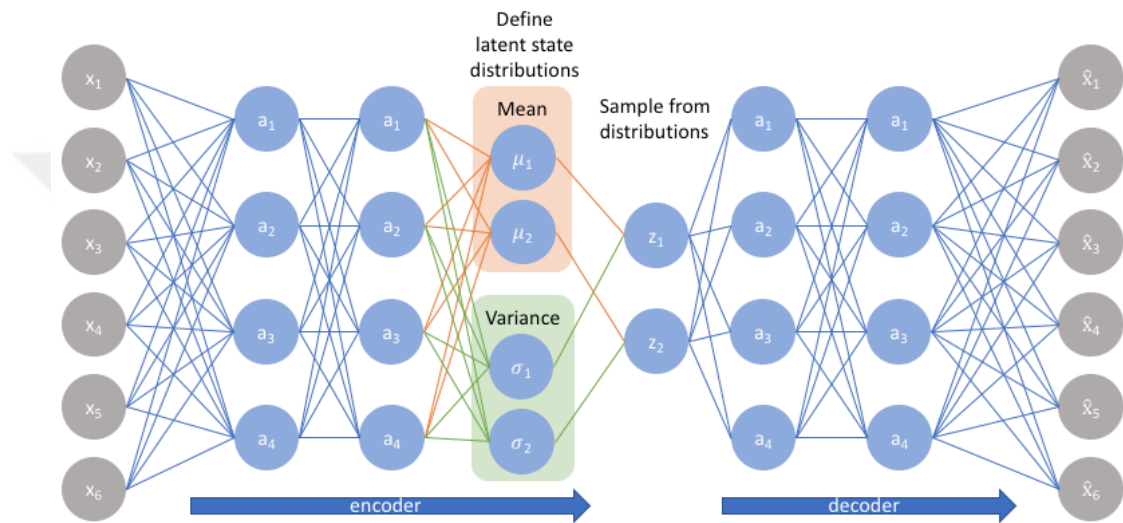 Define
latent state
distributions
Mean
Sample from
distributions
Variance
x₁
x₂
x₃
x₄
x₅
x₆
a₁
a₂
a₃
a₄
a₁
a₂
a₃
a₄
μ₁
μ₂
σ₁
σ₂
z₁
z₂
a₁
a₂
a₃
a₄
a₁
a₂
a₃
a₄
x̂₁
x̂₂
x̂₃
x̂₄
x̂₅
x̂₆
encoder
decoder